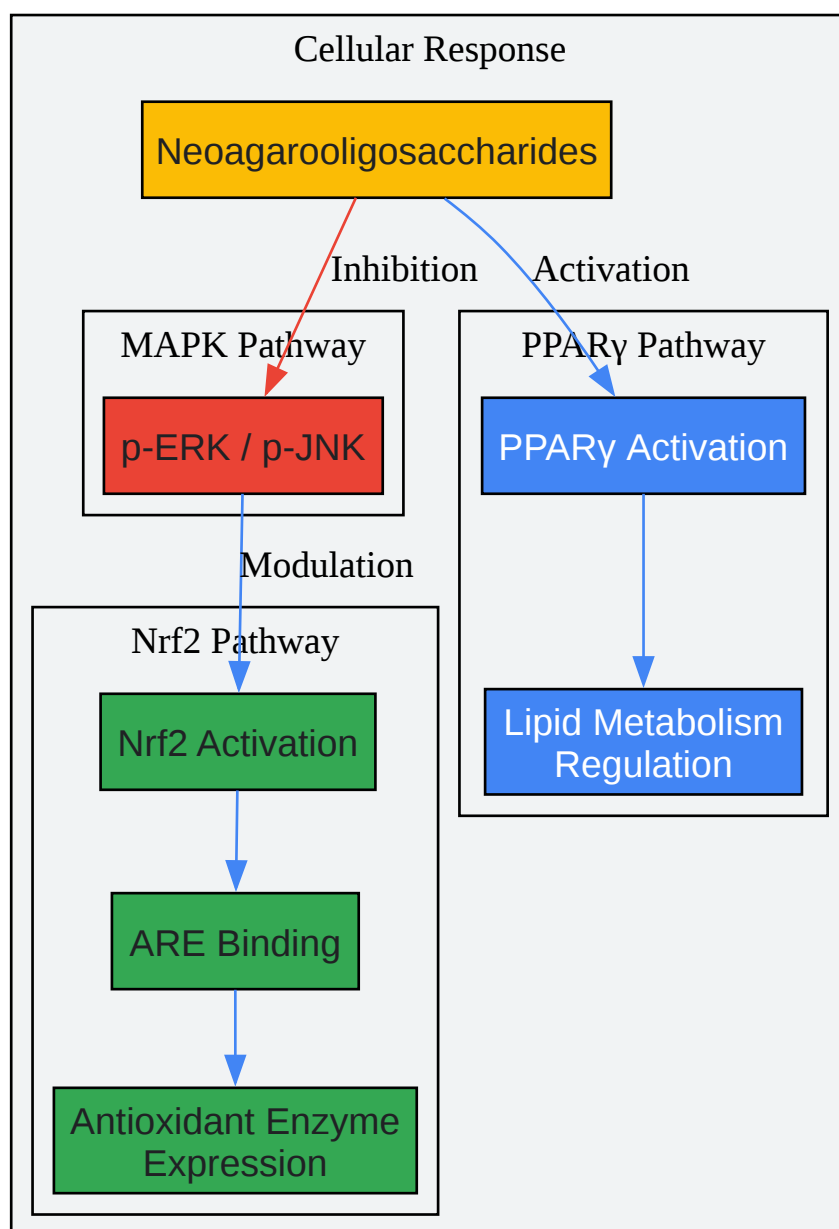 Cellular Response
Neoagarooligosaccharides
Inhibition
Activation
MAPK Pathway
PPARγ Pathway
p-ERK / p-JNK
PPARγ Activation
Modulation
Nrf2 Pathway
Nrf2 Activation
Lipid Metabolism
Regulation
ARE Binding
Antioxidant Enzyme
Expression